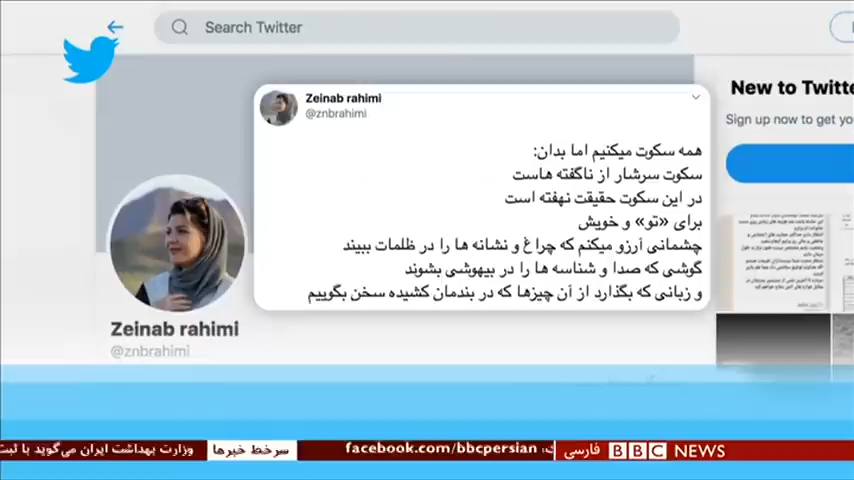 Search Twitter
New to Twitte
Sign up now to get yo
Zeinab rahimi
@znbrahimi
همه سکوت میکنیم اما بدان:
سکوت سرشار از ناگفته هاست
در این سکوت حقیقت نهفته است
برای «تو» و خویش
چشمانی آرزو میکنم که چراغ و نشانه ها را در ظلمات ببیند
گوشی که صدا و شناسه ها را در بیهوشی بشنوند
و زبانی که بگذارد از آن چیزها که در بندمان کشیده سخن بگوییم
Zeinab rahimi
@znbrahimi
BBC NEWS فارسی
facebook.com/bbcpersian
سرخط خبرها
وزارت بهداشت ایران می‌گوید با ثبت